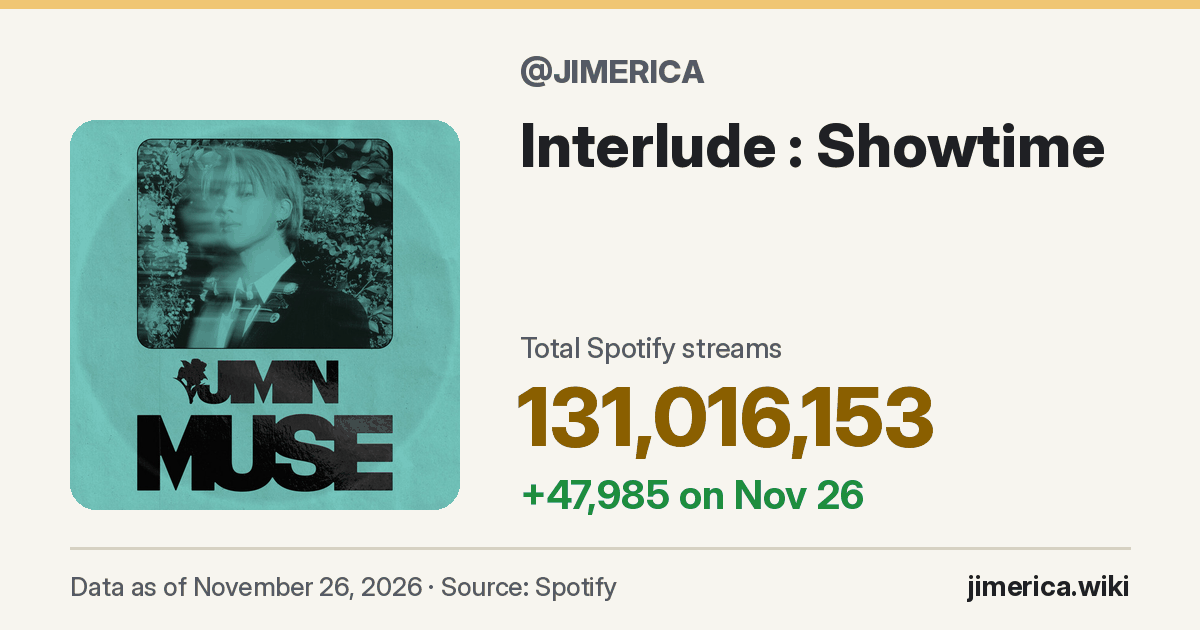 @JIMERICA
Interlude : Showtime
JIMIN
MUSE
Total Spotify streams
131,016,153
+47,985 on Nov 26
Data as of November 26, 2026 · Source: Spotify
jimerica.wiki